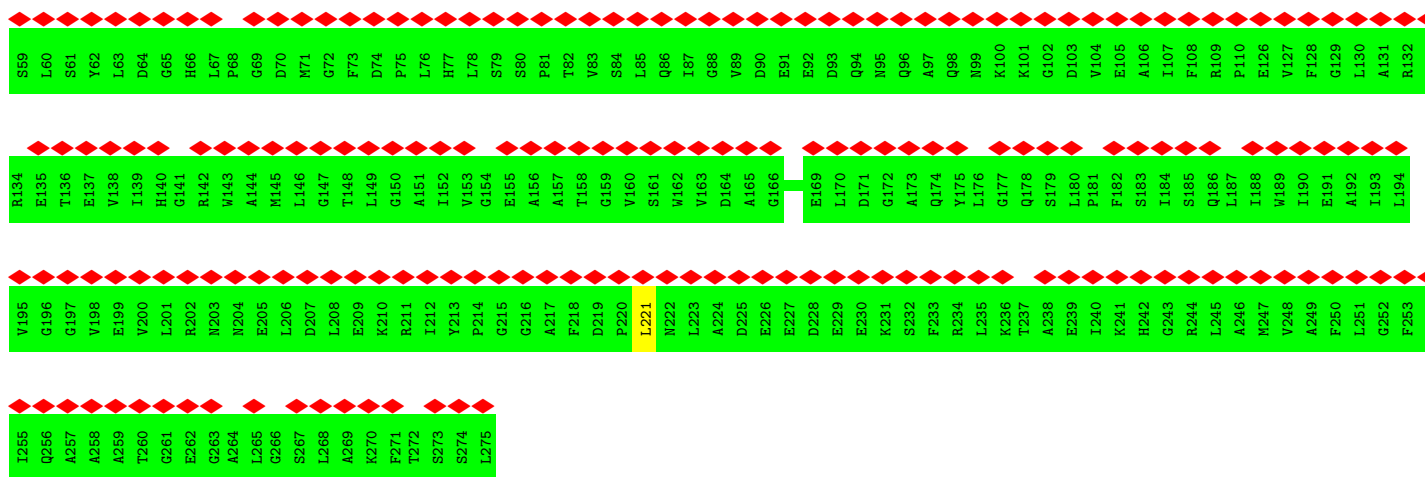 S59 L60 S61 Y62 L63 D64 G65 H66 L67 P68 G69 D70 M71 G72 F73 D74 P75 L76 H77 L78 S79 S80 P81 T82 V83 S84 L85 Q86 I87 G88 V89 D90 E91 E92 D93 Q94 N95 Q96 A97 Q98 N99 K100 K101 G102 D103 V104 E105 A106 I107 F108 R109 P110 E126 V127 F128 G129 L130 A131 R132
R134 E135 T136 E137 V138 I139 H140 G141 R142 W143 A144 M145 L146 G147 T148 L149 G150 A151 I152 V153 G154 E155 A156 A157 T158 G159 V160 S161 W162 V163 D164 A165 G166 E169 L170 D171 G172 A173 Q174 Y175 L176 G177 Q178 S179 L180 P181 F182 S183 I184 S185 Q186 L187 I188 W189 I190 E191 A192 I193 L194
V195 G196 G197 V198 E199 V200 L201 R202 N203 N204 E205 L206 D207 L208 E209 K210 R211 I212 Y213 P214 G215 G216 A217 F218 D219 P220 L221 N222 L223 A224 D225 E226 E227 D228 E229 E230 K231 S232 F233 R234 L235 K236 T237 A238 E239 I240 K241 H242 G243 R244 L245 A246 M247 V248 A249 F250 L251 G252 F253
I255 Q256 A257 A258 A259 T260 G261 E262 G263 A264 L265 G266 S267 L268 A269 K270 F271 T272 S273 S274 L275